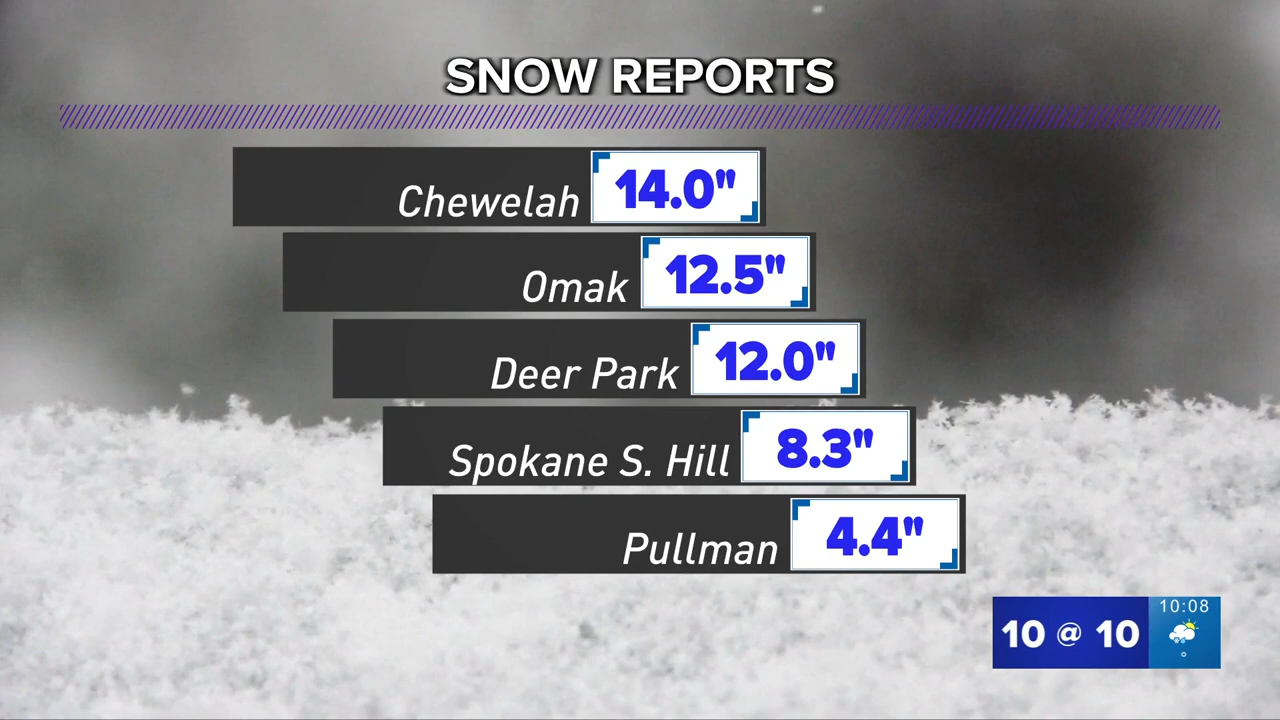 SNOW REPORTS
Chewelah 14.0"
Omak 12.5"
Deer Park 12.0"
Spokane S. Hill 8.3"
Pullman 4.4"
10:08
10 @ 10
°